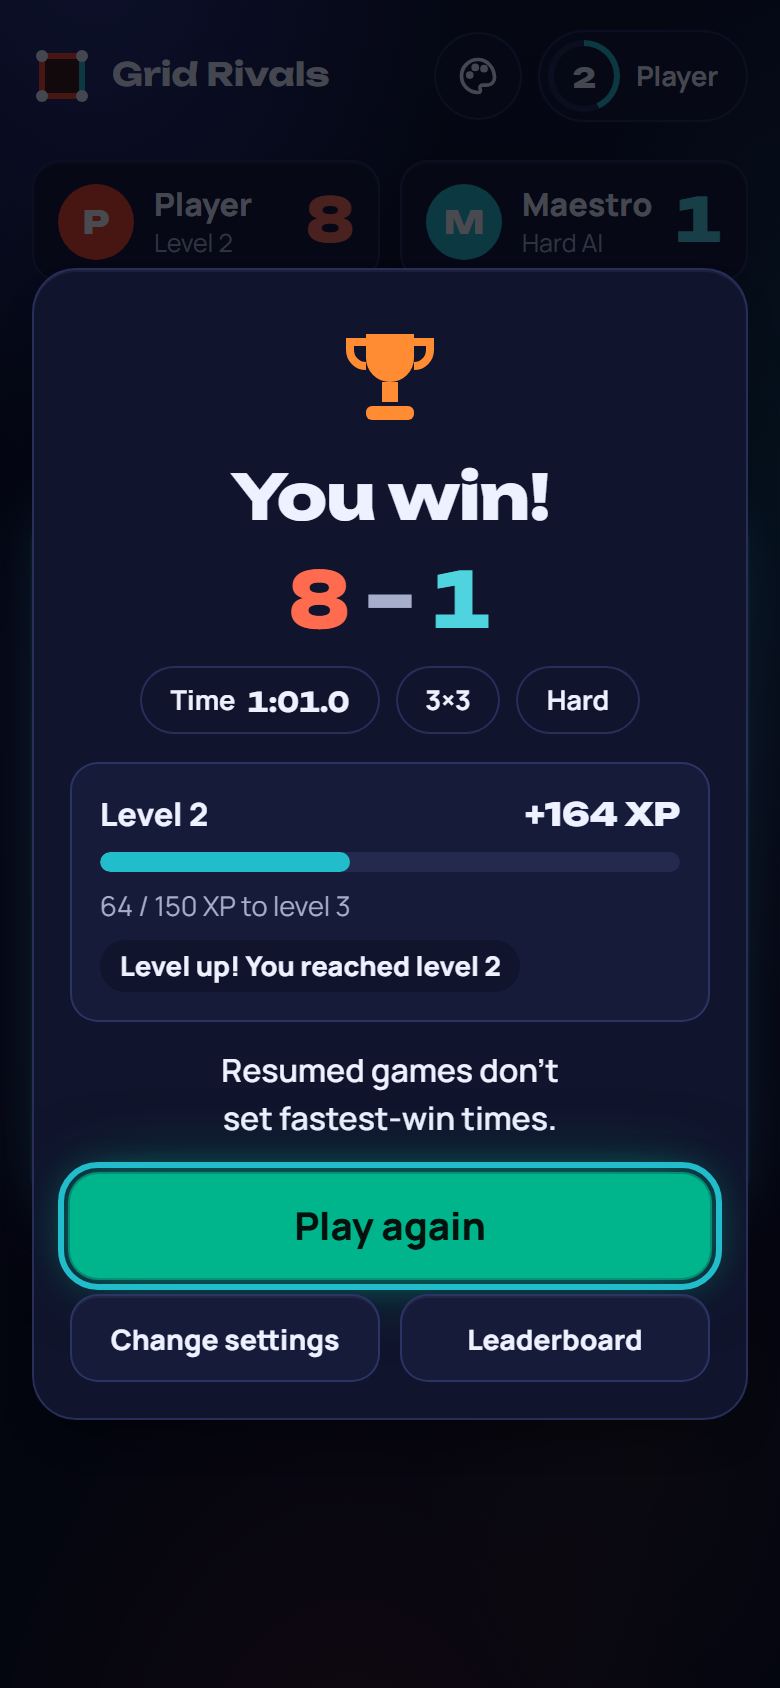 Grid Rivals
2 Player
P Player 8
Level 2
M Maestro 1
Hard AI
You win!
8 – 1
Time 1:01.0 3×3 Hard
Level 2 +164 XP
64 / 150 XP to level 3
Level up! You reached level 2
Resumed games don’t
set fastest-win times.
Play again
Change settings Leaderboard